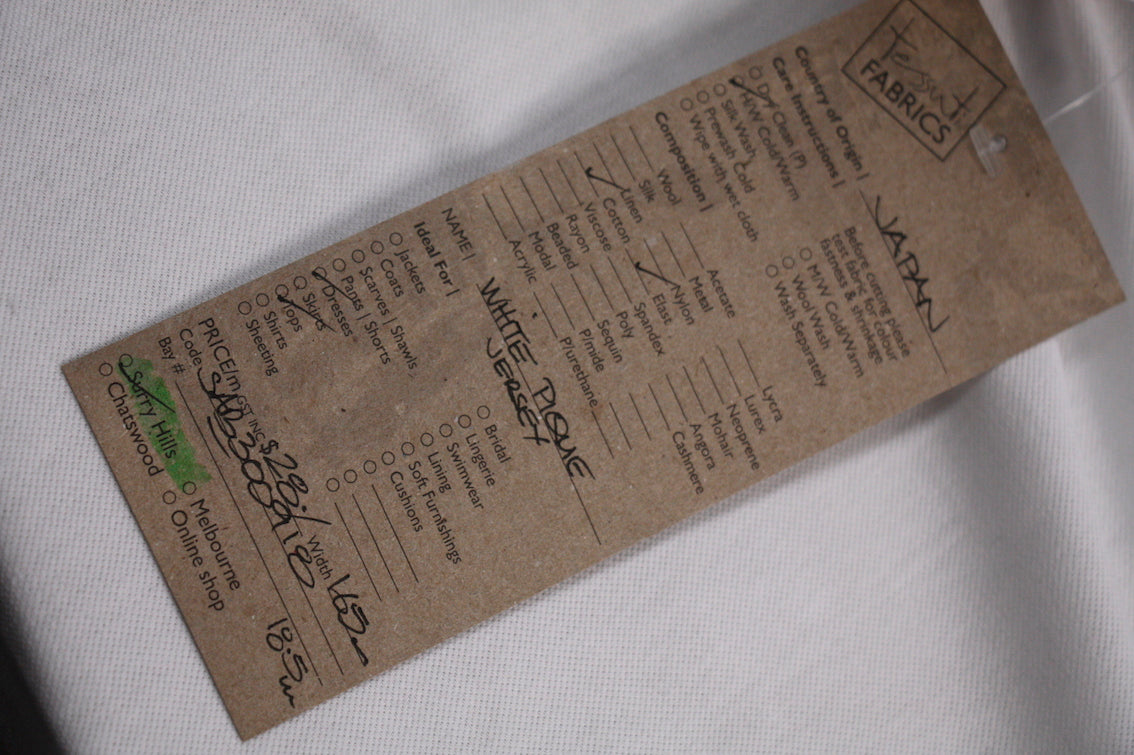 Tessuti
FABRICS
Country of Origin | JAPAN
Care Instructions |
Before cutting please
test fabric for colour
fastness & shrinkage
Dry Clean (P)
H/W Cold/Warm
Silk Wash
Prewash Cold
Wipe with wet cloth
M/W Cold/Warm
Wool Wash
Wash Separately
Composition |
Wool
Silk
Linen
Cotton
Viscose
Rayon
Beaded
Modal
Acrylic
Acetate
Metal
Nylon
Elast
Spandex
Poly
Sequin
P/mide
P/urethane
Lycra
Lurex
Neoprene
Mohair
Angora
Cashmere
NAME | WHITE PIQUE
JERSEY
Ideal For |
Jackets
Coats
Scarves | Shawls
Pants | Shorts
Dresses
Skirts
Tops
Shirts
Sheeting
Bridal
Lingerie
Swimwear
Lining
Soft Furnishings
Cushions
PRICE/m GST INC $29./ Width 165cm
Code
Bay #
Surry Hills
Chatswood
Melbourne
Online shop
18.5m